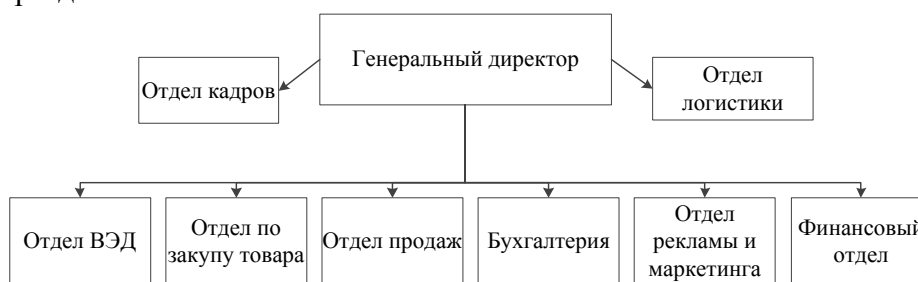 Генеральный директор
Отдел кадров
Отдел
логистики
Отдел ВЭД
Отдел по
закупу товара
Отдел продаж
Бухгалтерия
Отдел
рекламы и
маркетинга
Финансовый
отдел